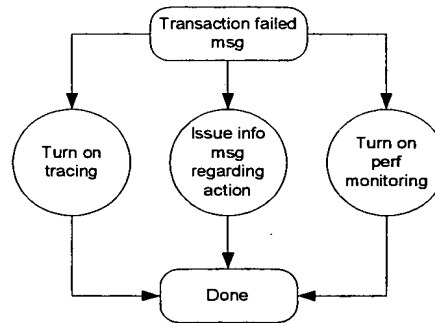 Transaction failed
msg
Turn on
tracing
Issue info
msg
regarding
action
Turn on
perf
monitoring
Done